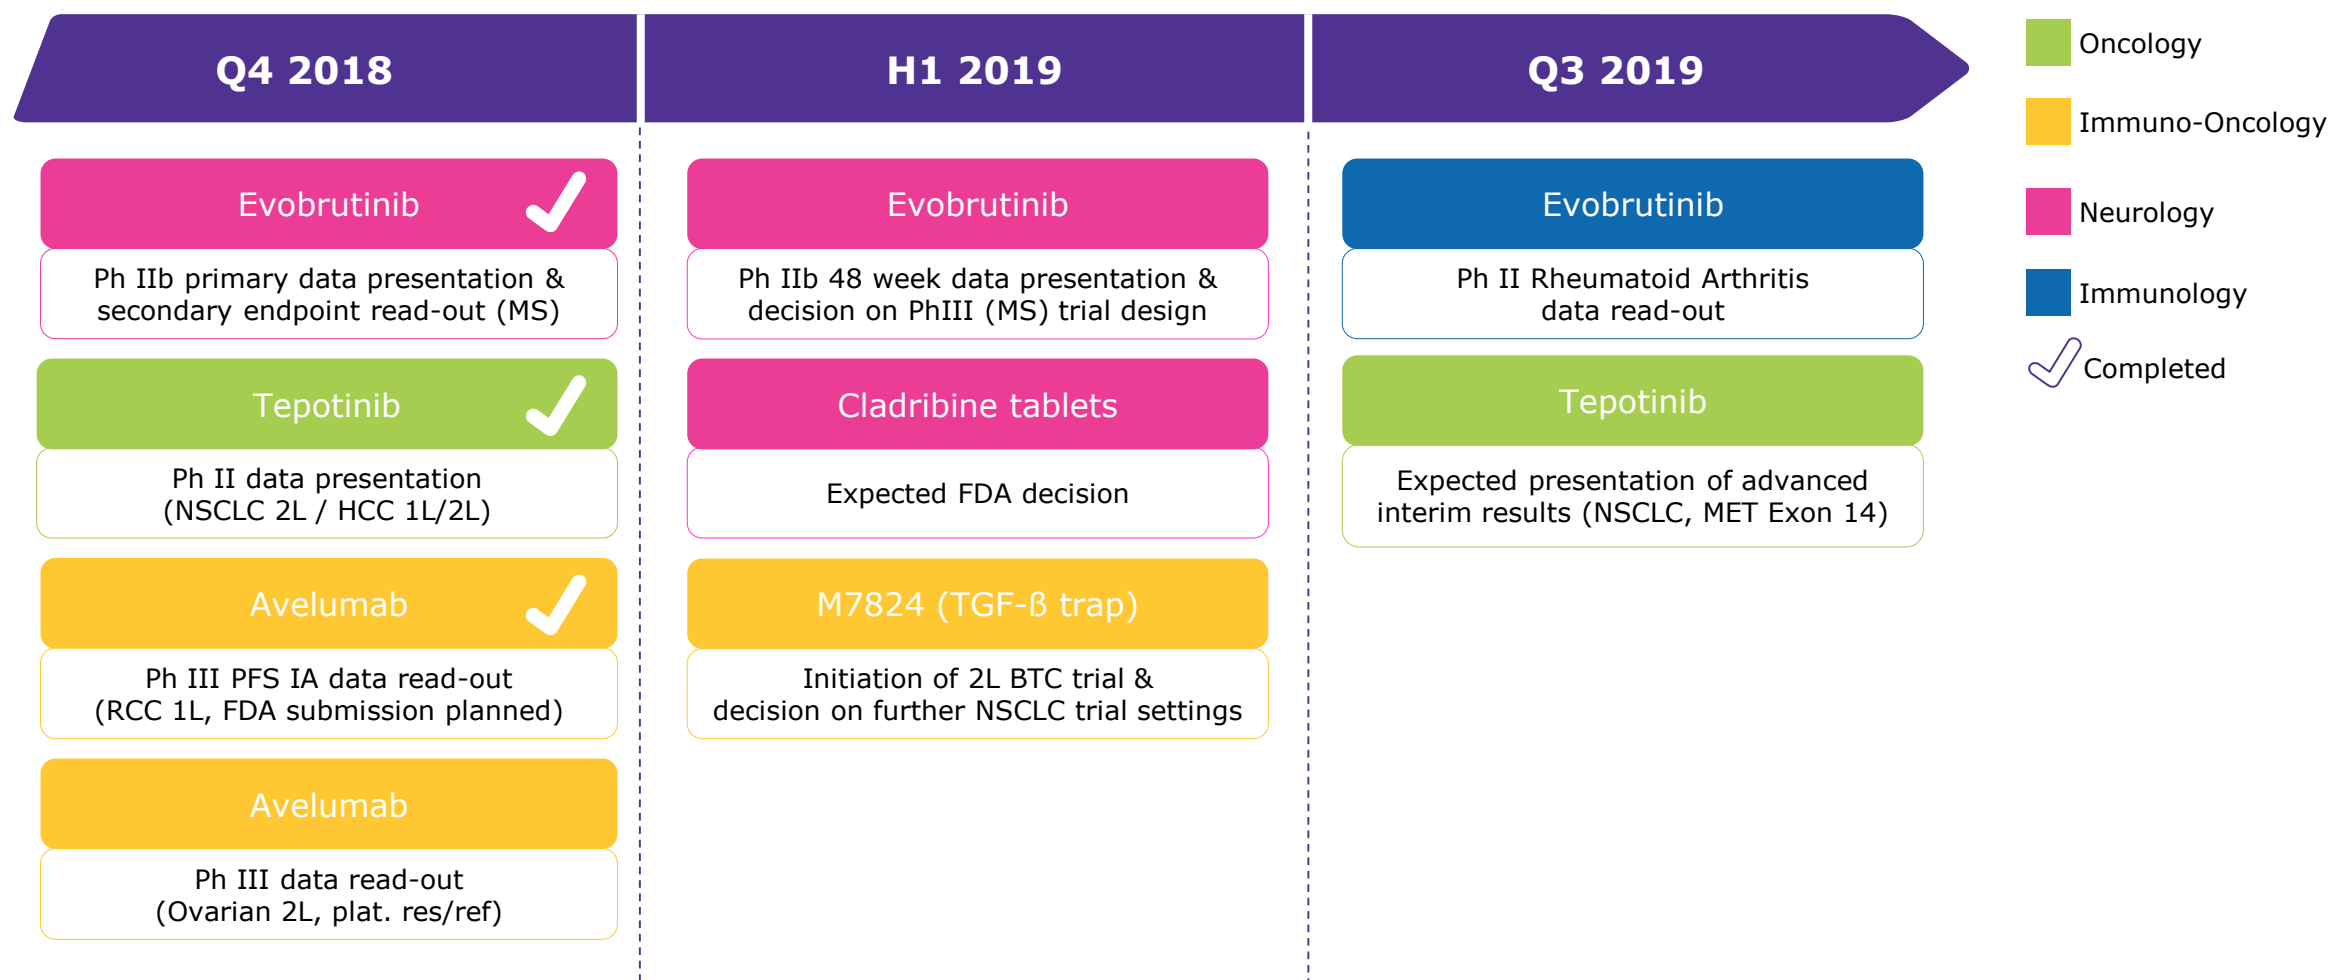 Q4 2018
H1 2019
Q3 2019
Evobrutinib
Ph IIb primary data presentation &
secondary endpoint read-out (MS)
Tepotinib
Ph II data presentation
(NSCLC 2L / HCC 1L/2L)
Avelumab
Ph III PFS IA data read-out
(RCC 1L, FDA submission planned)
Avelumab
Ph III data read-out
(Ovarian 2L, plat. res/ref)
Evobrutinib
Ph IIb 48 week data presentation &
decision on PhIII (MS) trial design
Cladribine tablets
Expected FDA decision
M7824 (TGF-ß trap)
Initiation of 2L BTC trial &
decision on further NSCLC trial settings
Evobrutinib
Ph II Rheumatoid Arthritis
data read-out
Tepotinib
Expected presentation of advanced
interim results (NSCLC, MET Exon 14)
Oncology
Immuno-Oncology
Neurology
Immunology
Completed